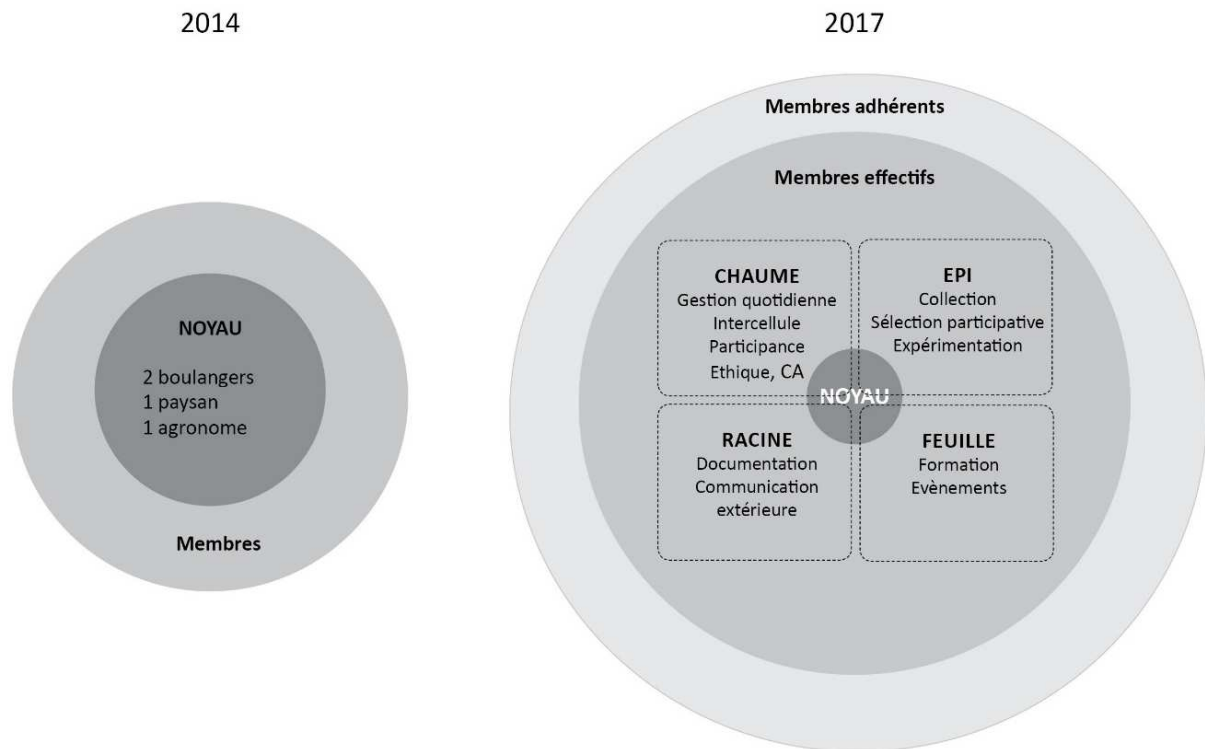 2014
NOYAU
2 boulangers
1 paysan
1 agronome
Membres
2017
Membres adhérents
Membres effectifs
CHAUME
Gestion quotidienne
Intercellule
Participance
Ethique, CA
EPI
Collection
Sélection participative
Expérimentation
NOYAU
RACINE
Documentation
Communication
extérieure
FEUILLE
Formation
Evènements